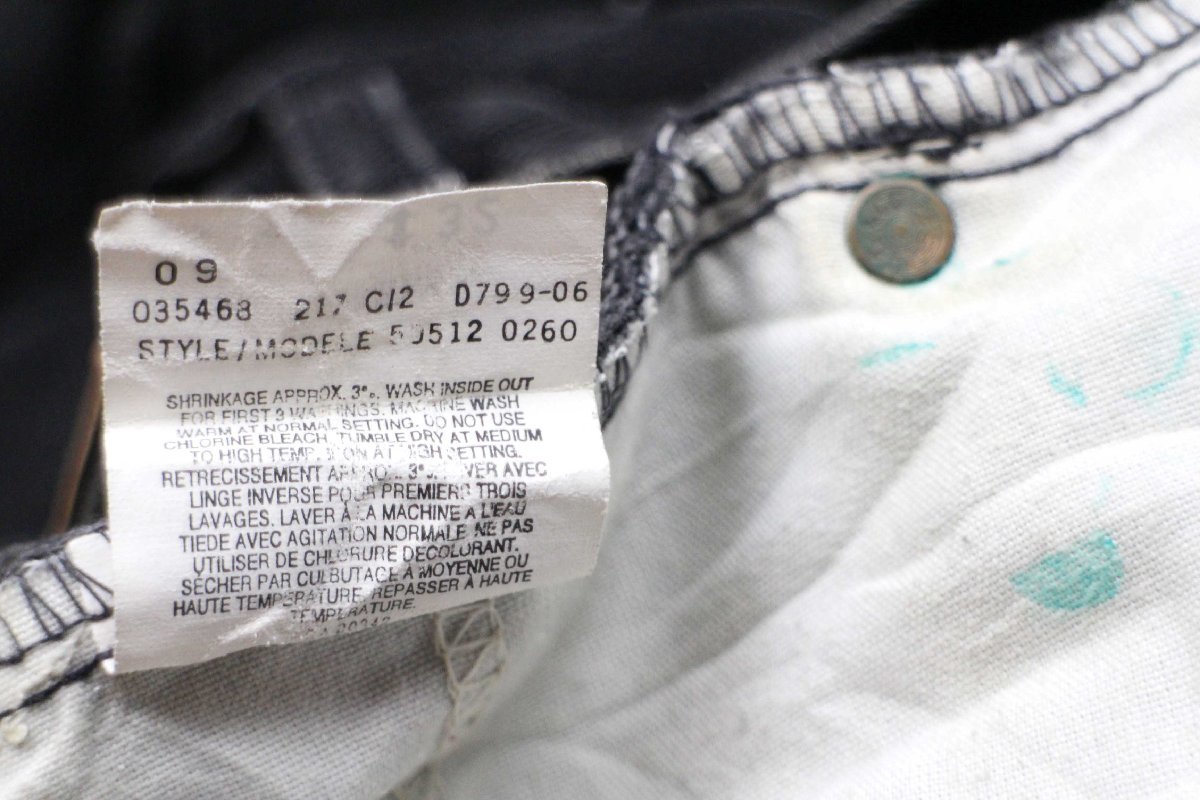 09
035468 217 C/2 D799-06
STYLE/MODELE 50512 0260
SHRINKAGE APPROX. 3%. WASH INSIDE OUT
FOR FIRST 3 WASHINGS. MACHINE WASH
WARM AT NORMAL SETTING. DO NOT USE
CHLORINE BLEACH. TUMBLE DRY AT MEDIUM
TO HIGH TEMP. IRON AT HIGH SETTING.
RETRECISSEMENT APPROX. 3%. LAVER AVEC
LINGE INVERSE POUR PREMIERS TROIS
LAVAGES. LAVER À LA MACHINE A L'EAU
TIEDE AVEC AGITATION NORMALE NE PAS
UTILISER DE CHLORURE DECOLORANT.
SÉCHER PAR CULBUTAGE A MOYENNE OU
HAUTE TEMPERATURE. REPASSER À HAUTE
TEMPERATURE.